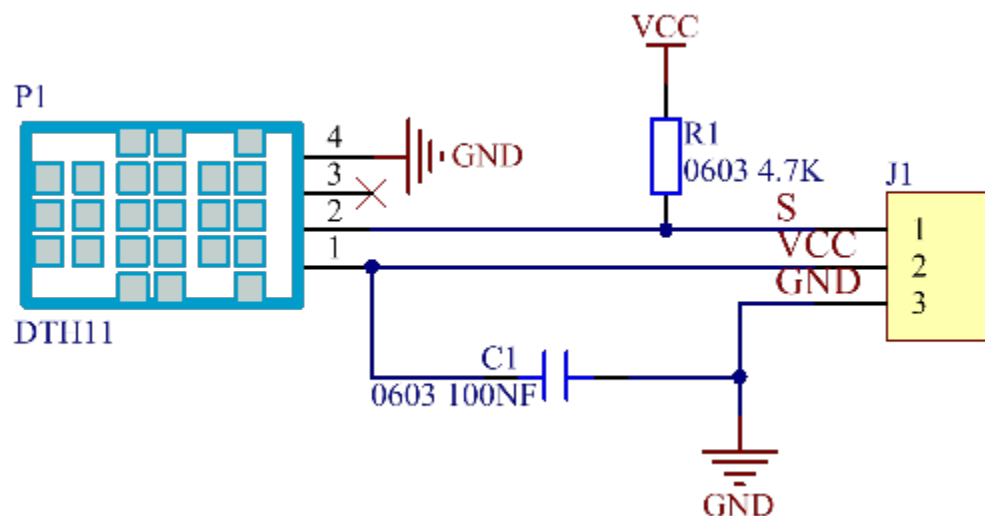 VCC
P1
R1
0603 4.7K
4
GND
3
2
1
J1
S
1
VCC
2
GND
3
DTH11
C1
0603 100NF
GND